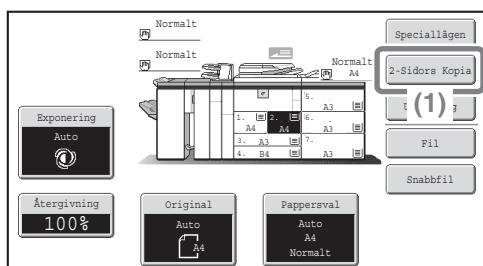 Normalt
Normalt
Normalt
A4
Speciallägen
2-Sidors Kopia
(1)
Fil
Snabbfil
1.
A4
2.
A4
3. A3
4. B4
5.
A3
6.
A3
7.
A3
Exponering
Auto
Återgivning
100%
Original
Auto
A4
Pappersval
Auto
A4
Normalt